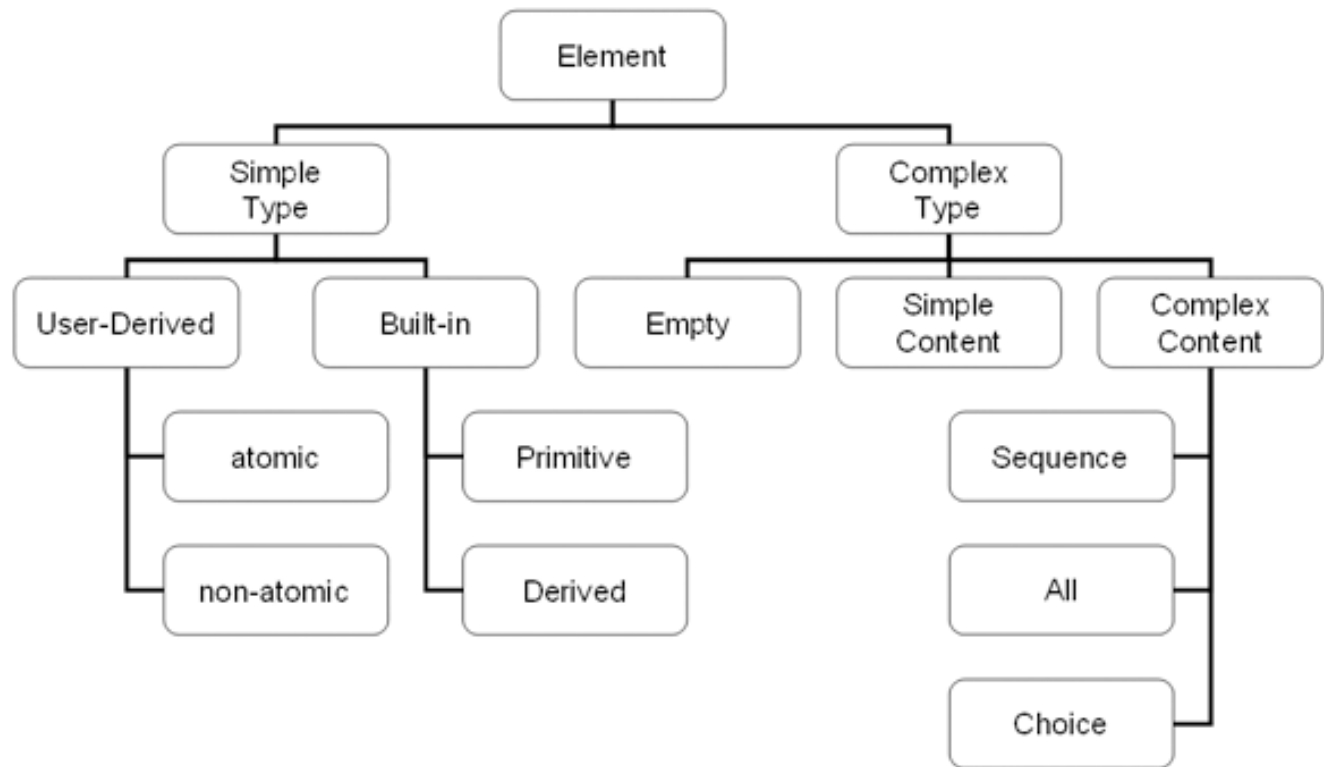 Element
Simple
Type
Complex
Type
User-Derived
Built-in
Empty
Simple
Content
Complex
Content
atomic
Primitive
Sequence
non-atomic
Derived
All
Choice